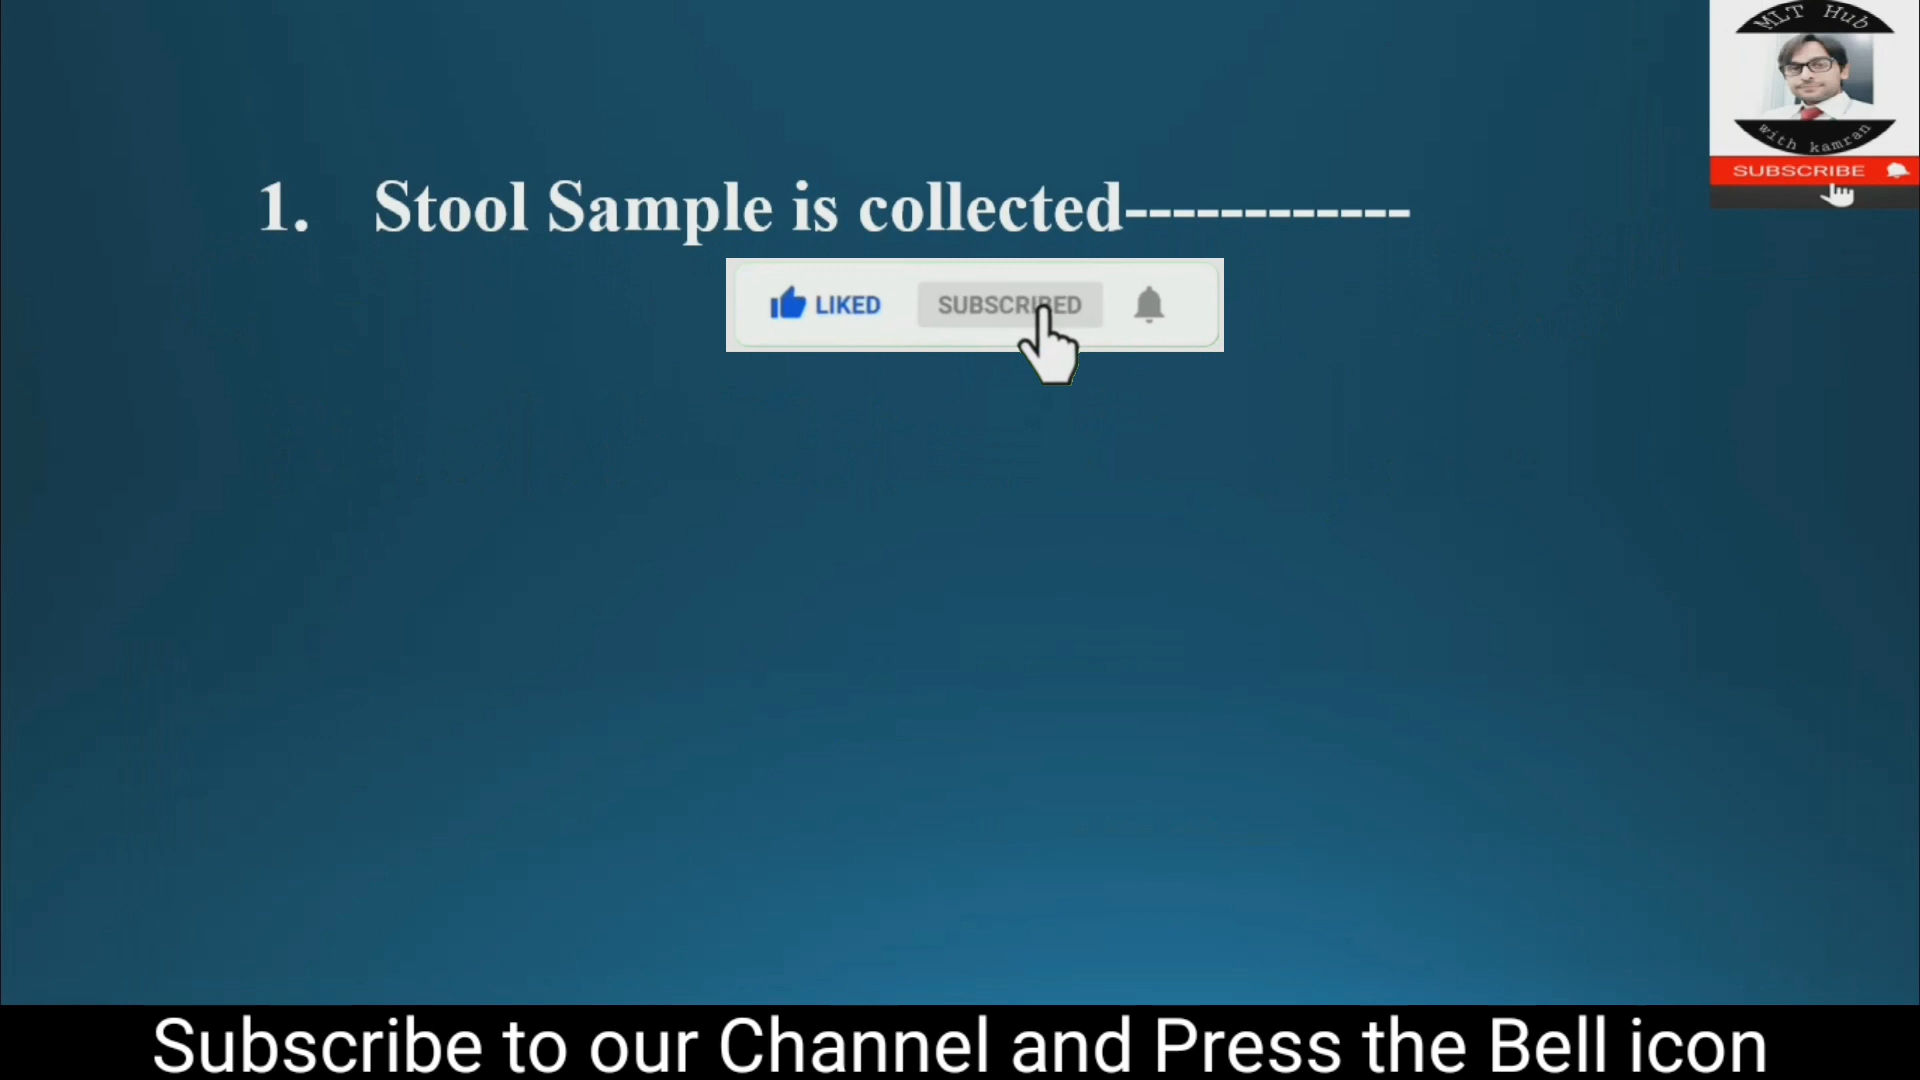 MLT Hub
with kamran
SUBSCRIBE
1. Stool Sample is collected------------
LIKED SUBSCRIBED
Subscribe to our Channel and Press the Bell icon